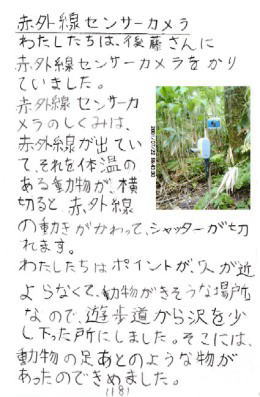 赤外線センサーカメラ
わたしたちは、後藤さんに
赤外線センサーカメラをかり
ていました。
赤外線センサーカ
メラのしくみは、
赤外線が出てい
て、それを体温の
ある動物が、横
切ると、赤外線
の動きがかわって、シャッターが切
れます。
わたしたちはポイントが、人が近
よらなくて、動物がきそうな場所
なので、遊歩道から沢を少
し下った所にしました。そこには、
動物の足あとのような物が
あったのできめました。
(18)